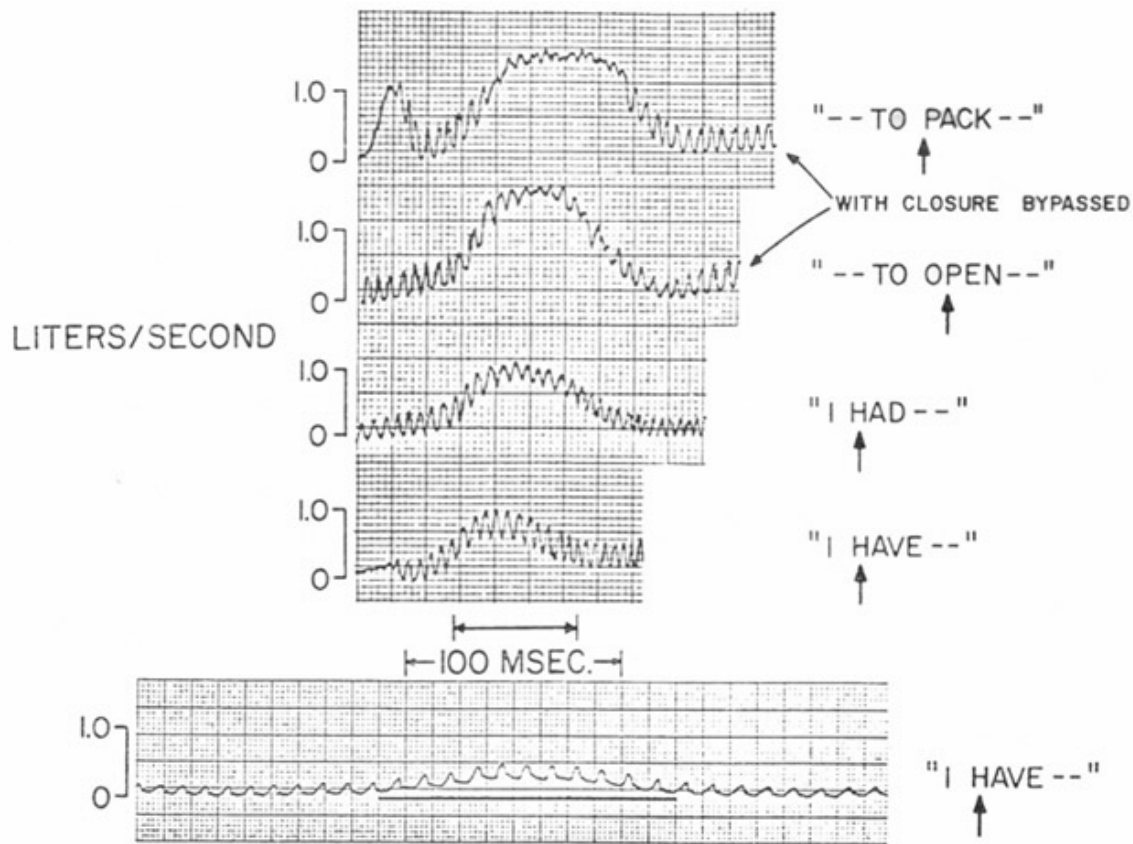 1.0
0
"-- TO PACK --"
WITH CLOSURE BYPASSED
1.0
0
"-- TO OPEN --"
LITERS/SECOND
1.0
0
"I HAD --"
1.0
0
"I HAVE --"
100 MSEC.
1.0
0
"I HAVE --"